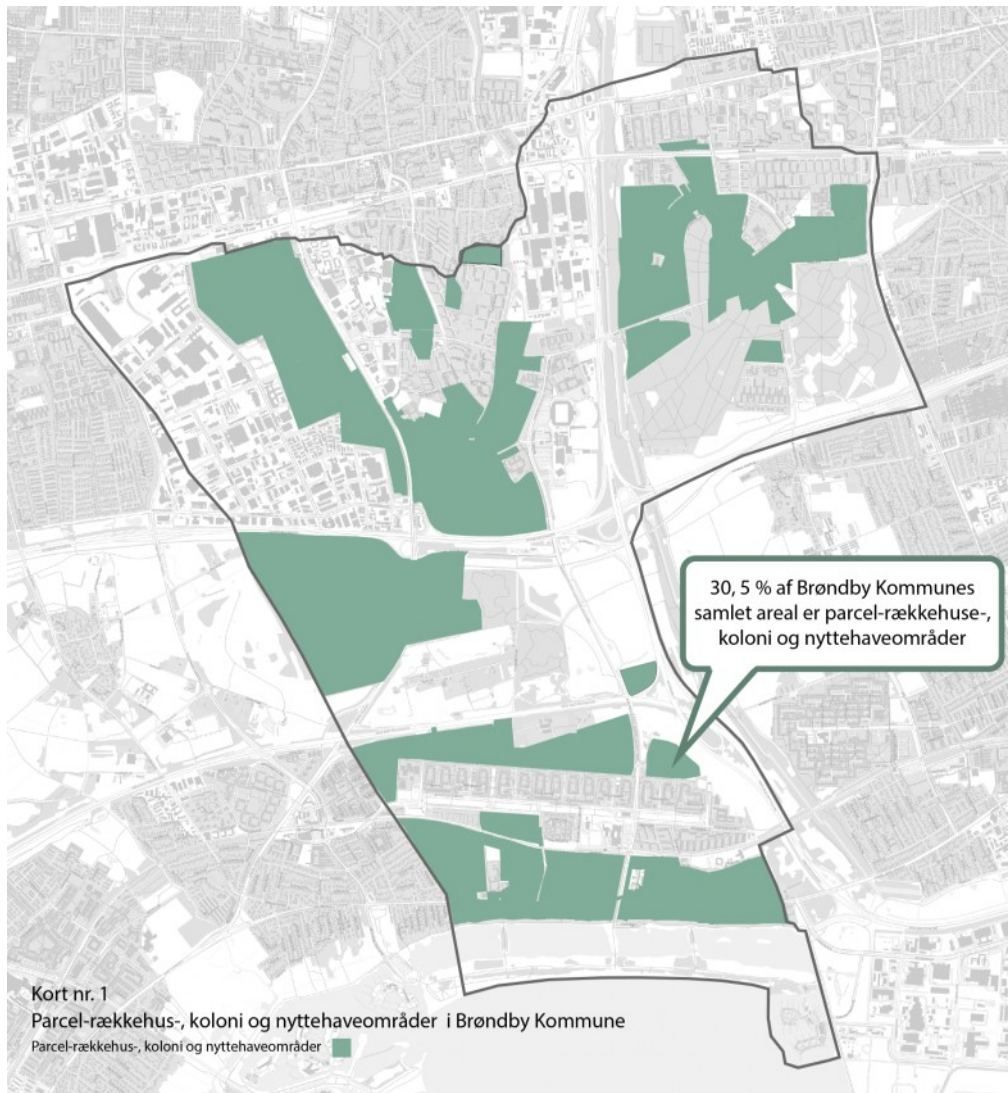 30, 5 % af Brøndby Kommunes
samlet areal er parcel-rækkehuse-,
koloni og nyttehaveområder
Kort nr. 1
Parcel-rækkehus-, koloni og nyttehaveområder i Brøndby Kommune
Parcel-rækkehus-, koloni og nyttehaveområder